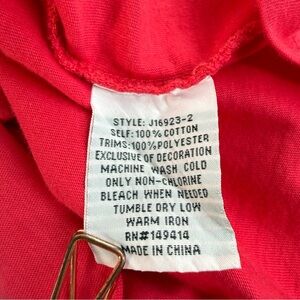 STYLE: J16923-2
SELF: 100% COTTON
TRIMS: 100% POLYESTER
EXCLUSIVE OF DECORATION
MACHINE WASH COLD
ONLY NON-CHLORINE
BLEACH WHEN NEEDED
TUMBLE DRY LOW
WARM IRON
RN#149414
MADE IN CHINA